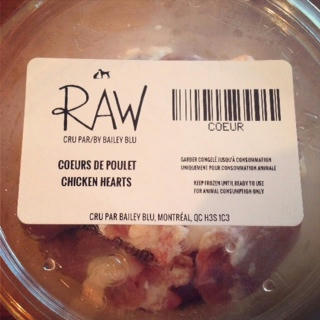 RAW
CRU PAR/BY BAILEY BLU
COEUR
COEURS DE POULET
CHICKEN HEARTS
GARDER CONGELÉ JUSQU'À CONSOMMATION
UNIQUEMENT POUR CONSOMMATION ANIMALE
KEEP FROZEN UNTIL READY TO USE
FOR ANIMAL CONSUMPTION ONLY
CRU PAR BAILEY BLU, MONTRÉAL, QC H3S 1C3